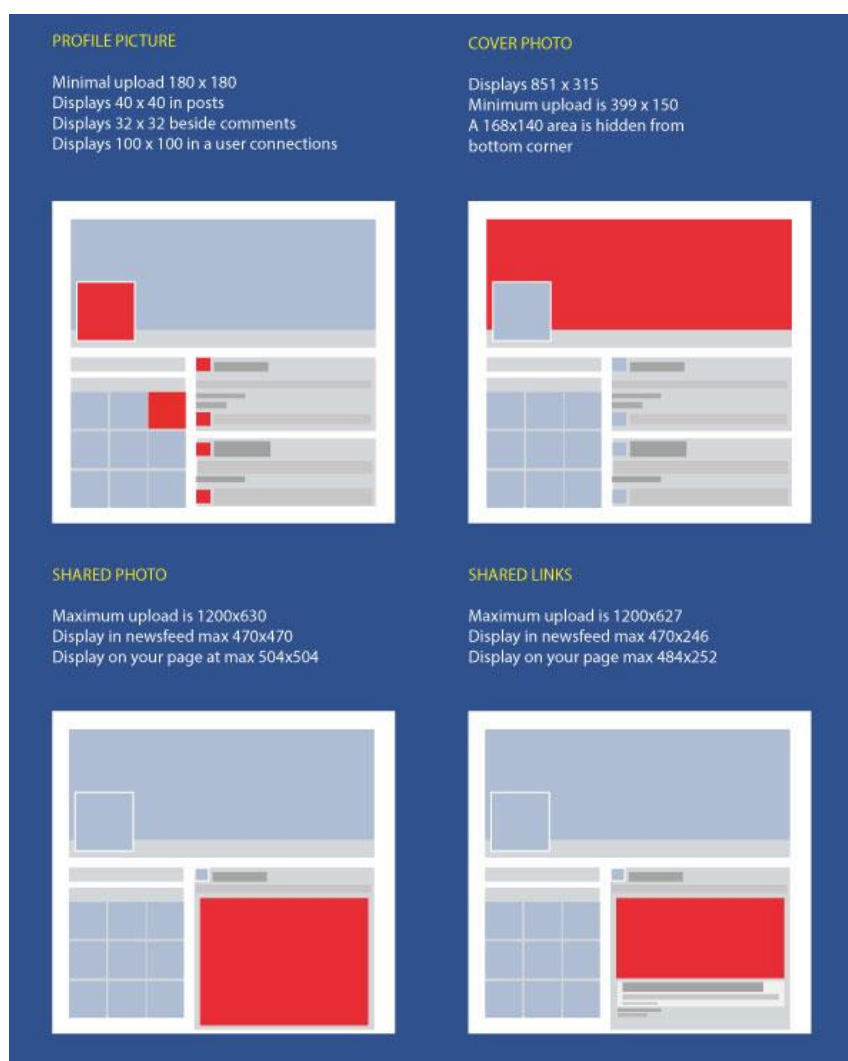 PROFILE PICTURE
Minimal upload 180 x 180
Displays 40 x 40 in posts
Displays 32 x 32 beside comments
Displays 100 x 100 in a user connections
COVER PHOTO
Displays 851 x 315
Minimum upload is 399 x 150
A 168x140 area is hidden from
bottom corner
SHARED PHOTO
Maximum upload is 1200x630
Display in newsfeed max 470x470
Display on your page at max 504x504
SHARED LINKS
Maximum upload is 1200x627
Display in newsfeed max 470x246
Display on your page max 484x252